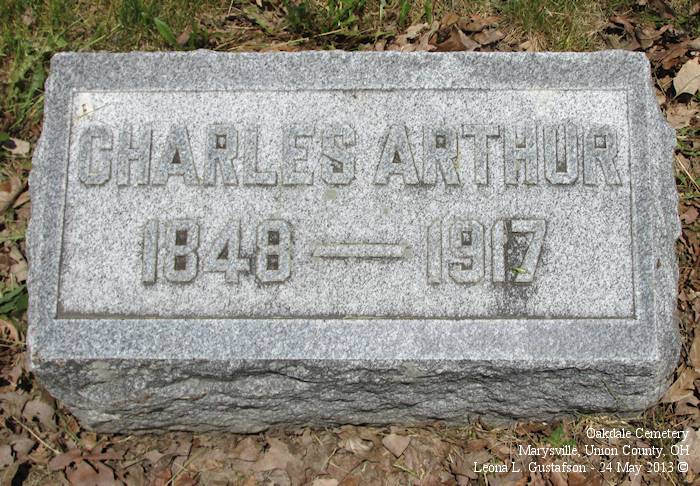 CHARLES ARTHUR
1848 — 1917
Oakdale Cemetery
Marysville, Union County, OH
Leona L. Gustafson - 24 May 2013 ©